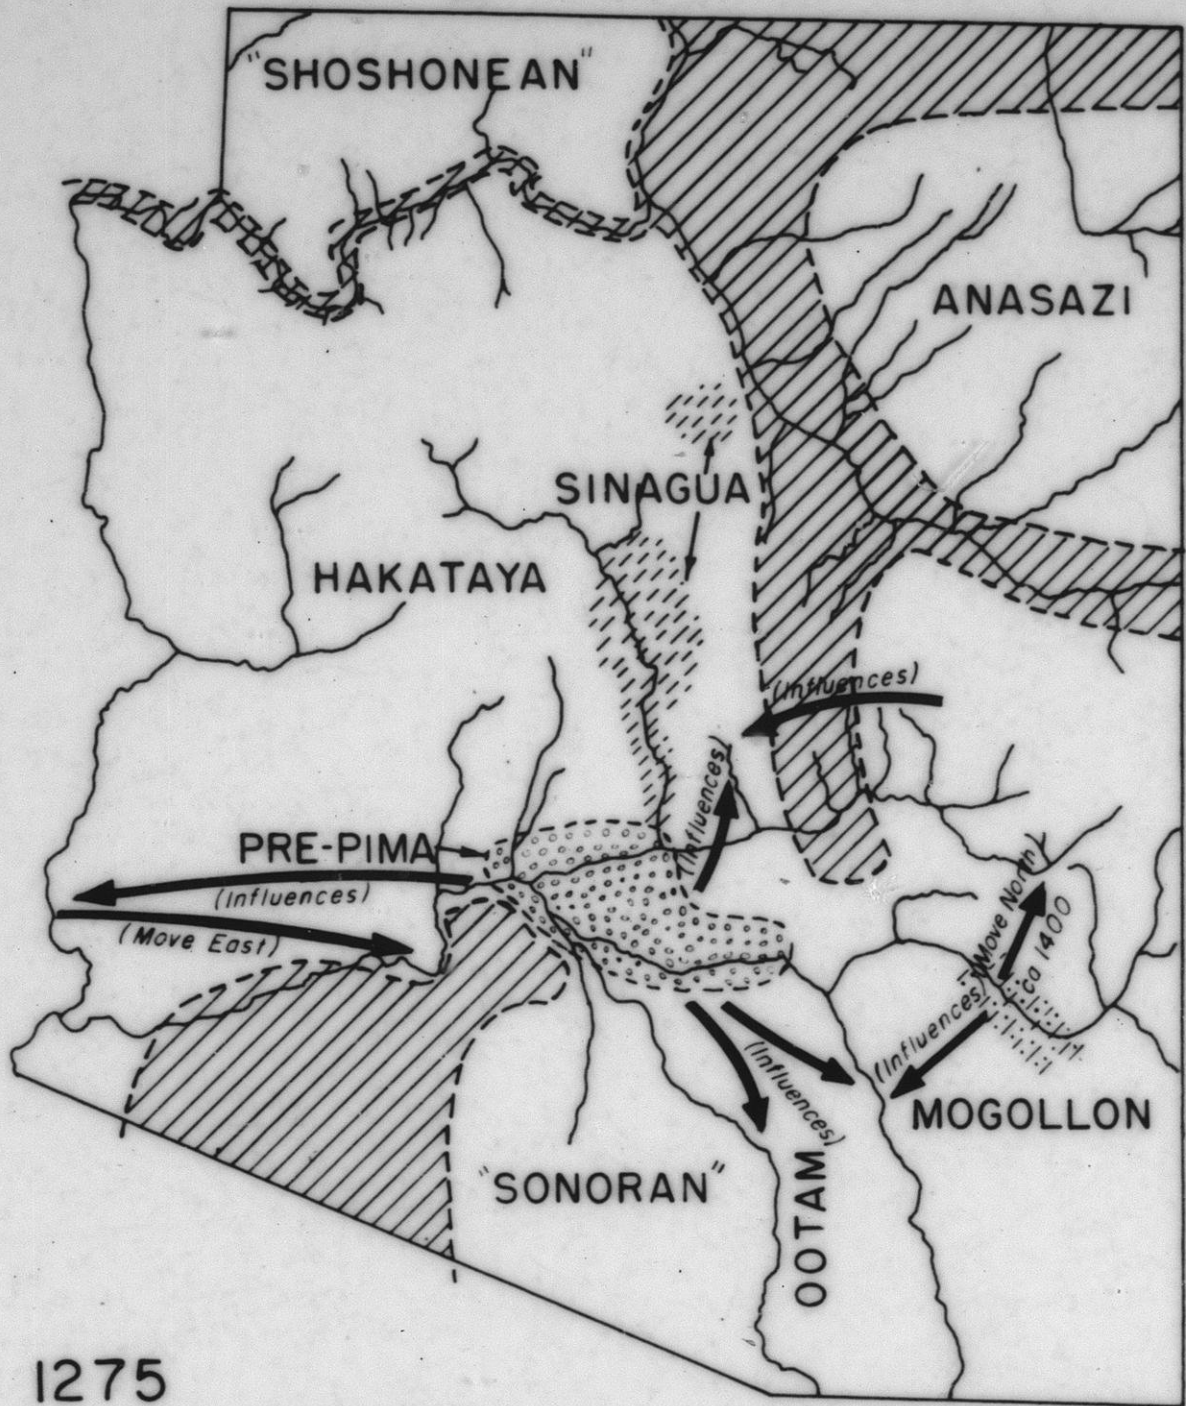 "SHOSHONEAN"
ANASAZI
SINAGUA
HAKATAYA
(Influences)
(Influences)
PRE-PIMA
(Influences)
(Move East)
(Move North)
ca 1400
(Influences)
(Influences)
MOGOLLON
"SONORAN"
OOTAM
1275